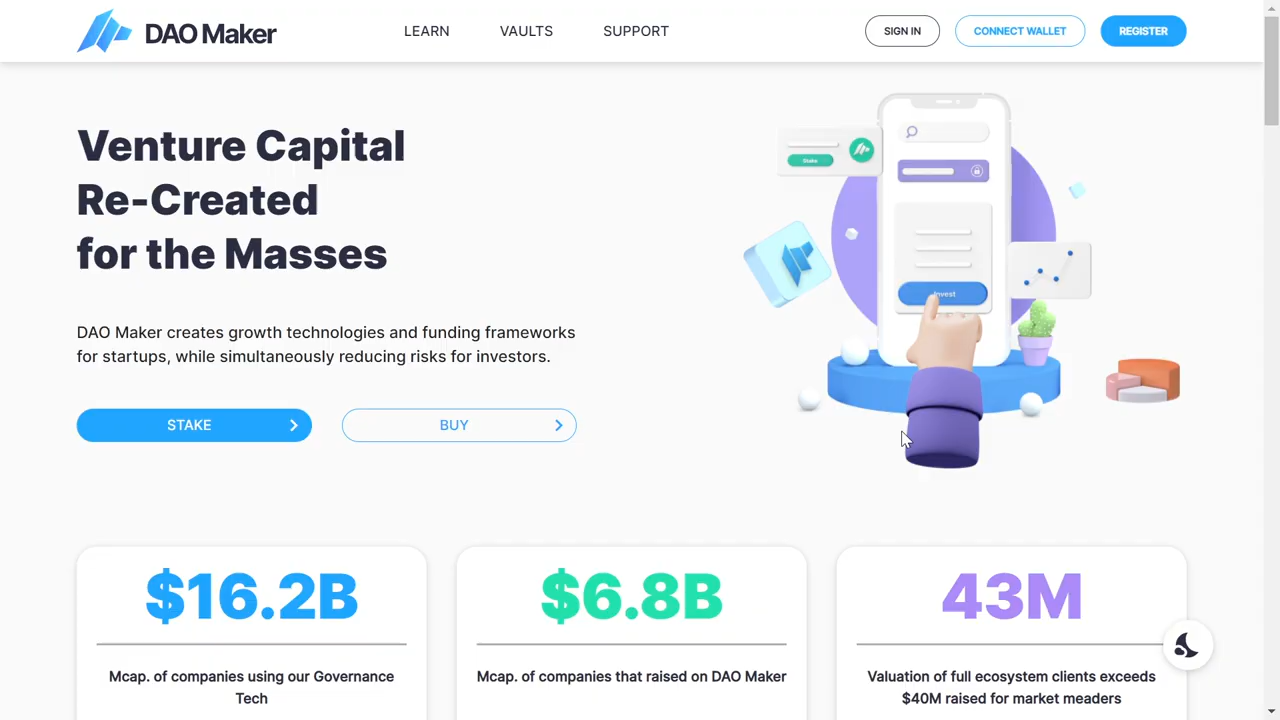 DAO Maker
LEARN
VAULTS
SUPPORT
SIGN IN
CONNECT WALLET
REGISTER
Venture Capital
Re-Created
for the Masses
DAO Maker creates growth technologies and funding frameworks
for startups, while simultaneously reducing risks for investors.
STAKE
BUY
Stake
Invest
$16.2B
Mcap. of companies using our Governance
Tech
$6.8B
Mcap. of companies that raised on DAO Maker
43M
Valuation of full ecosystem clients exceeds
$40M raised for market meaders